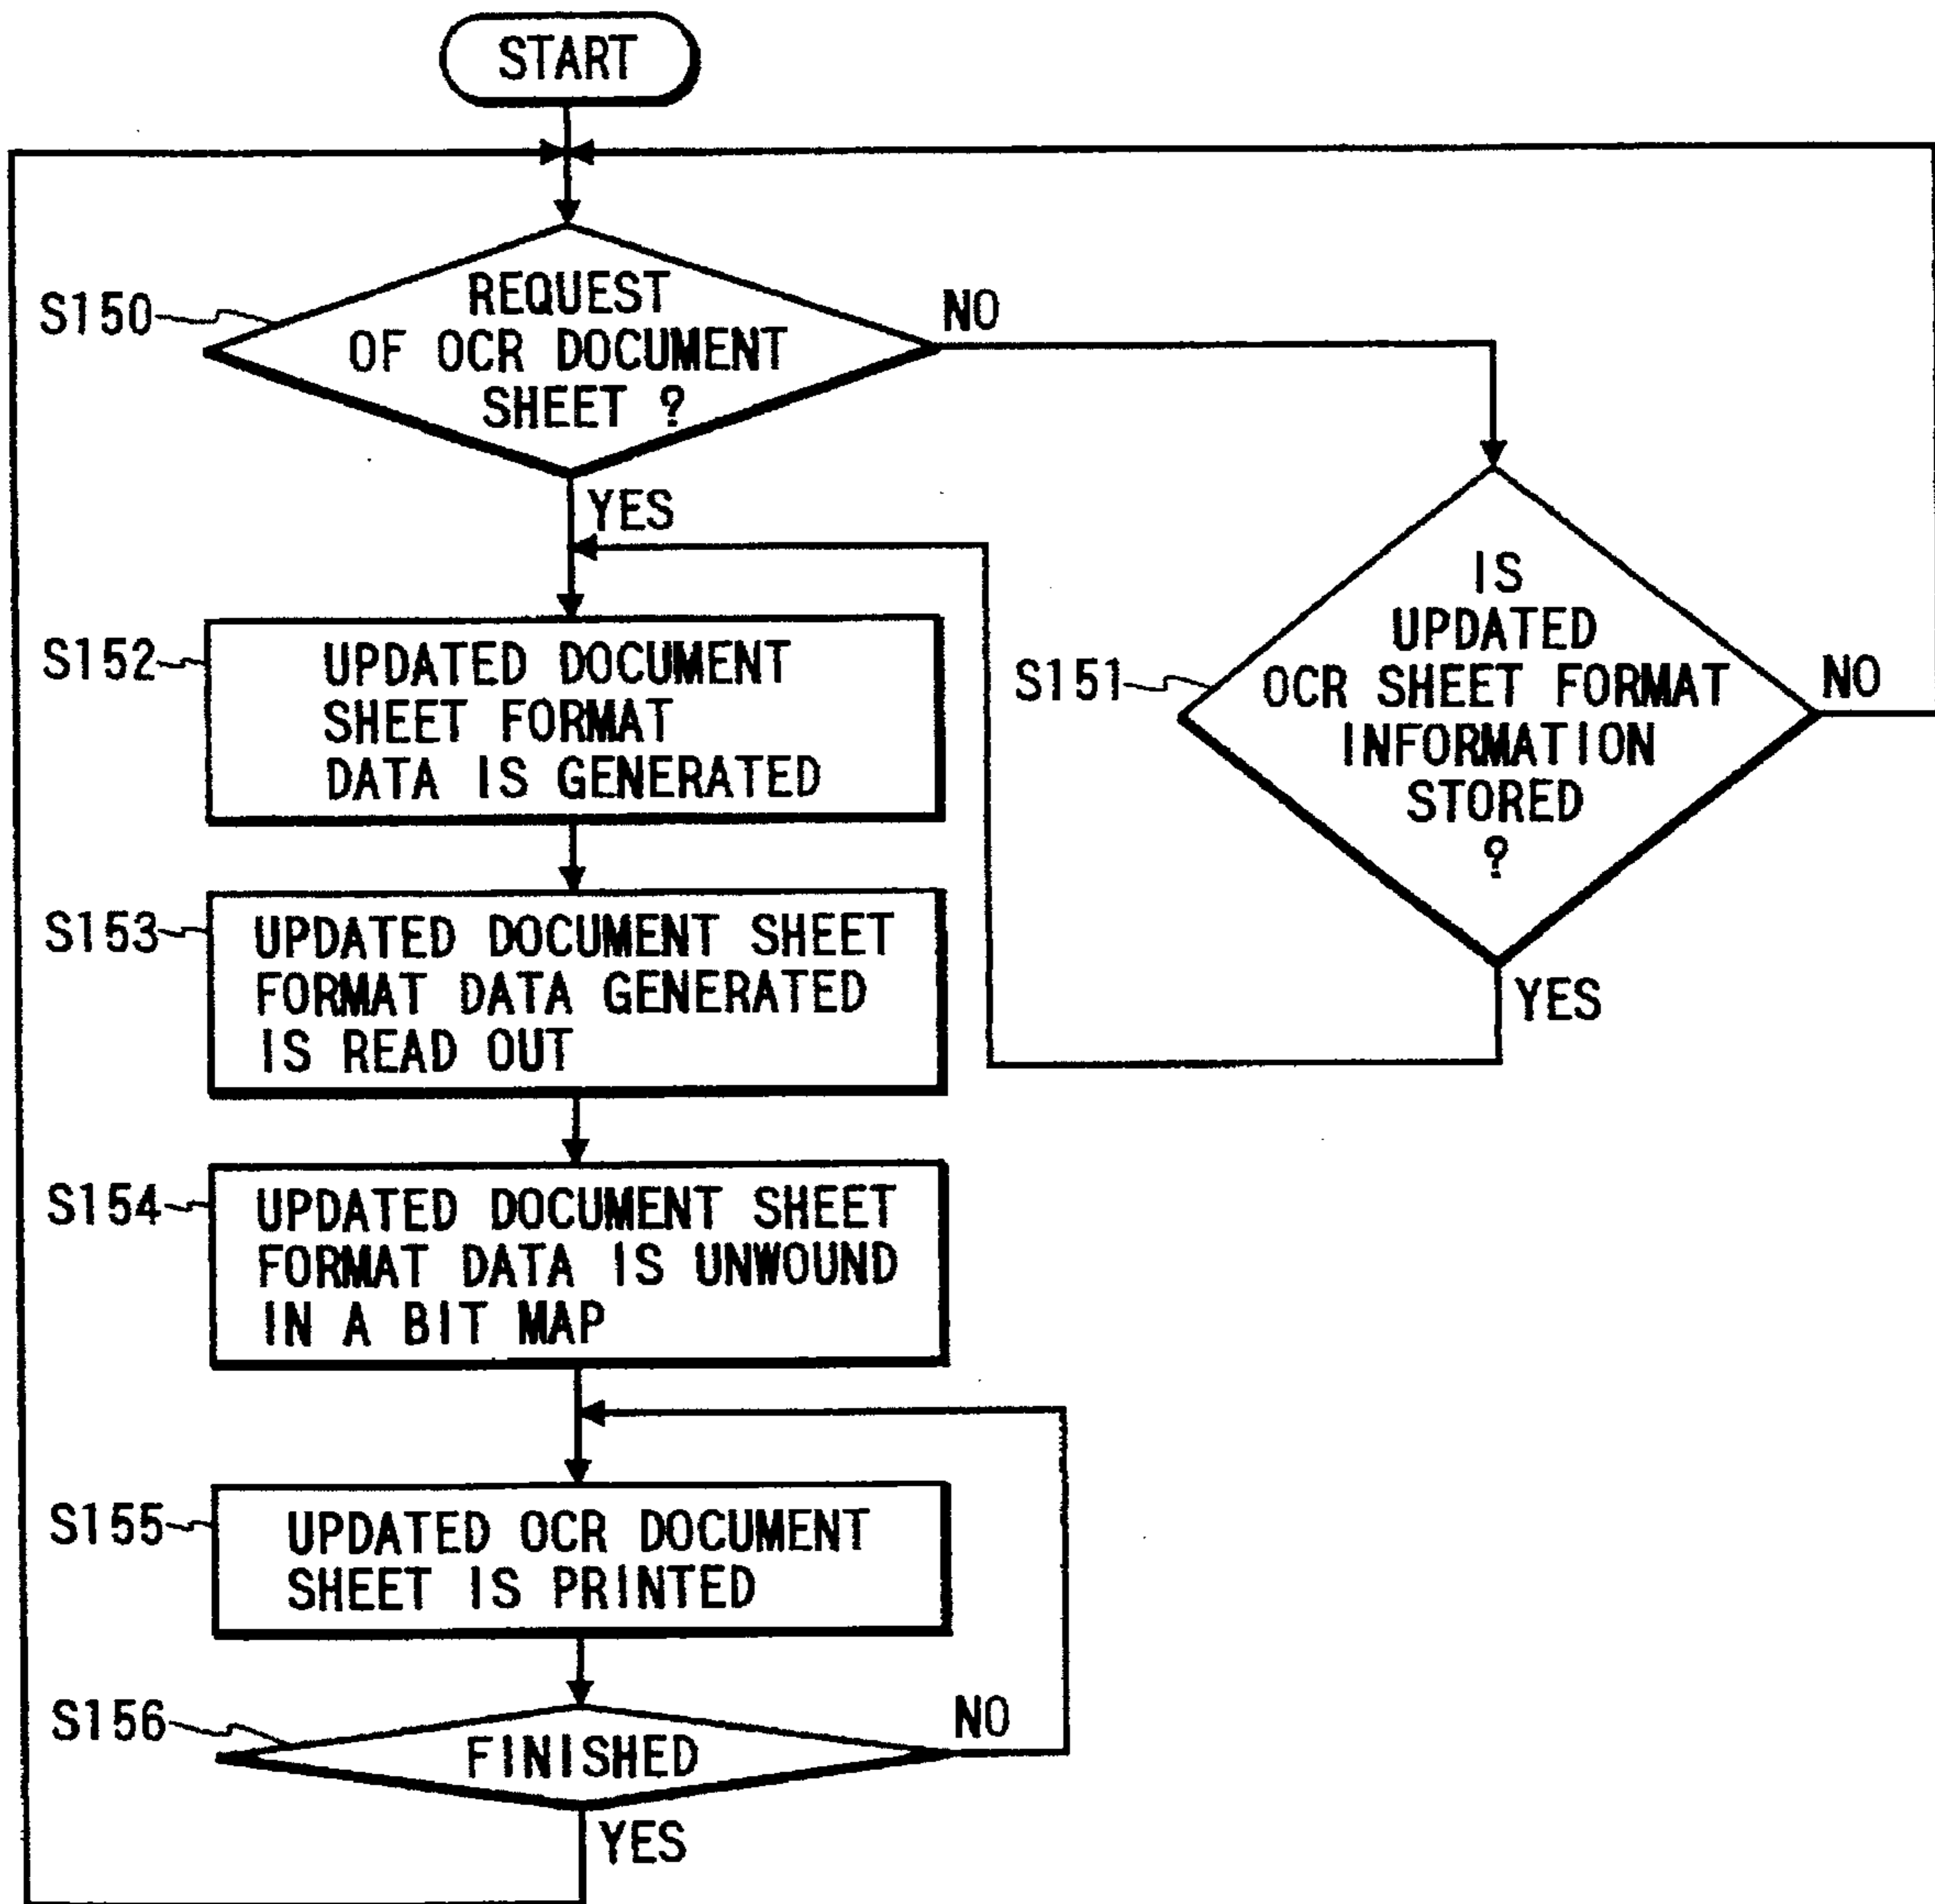 START
S150
REQUEST
OF OCR DOCUMENT
SHEET ?
NO
YES
S151
IS
UPDATED
OCR SHEET FORMAT
INFORMATION
STORED
?
NO
YES
S152
UPDATED DOCUMENT
SHEET FORMAT
DATA IS GENERATED
S153
UPDATED DOCUMENT SHEET
FORMAT DATA GENERATED
IS READ OUT
S154
UPDATED DOCUMENT SHEET
FORMAT DATA IS UNWOUND
IN A BIT MAP
S155
UPDATED OCR DOCUMENT
SHEET IS PRINTED
S156
FINISHED
NO
YES